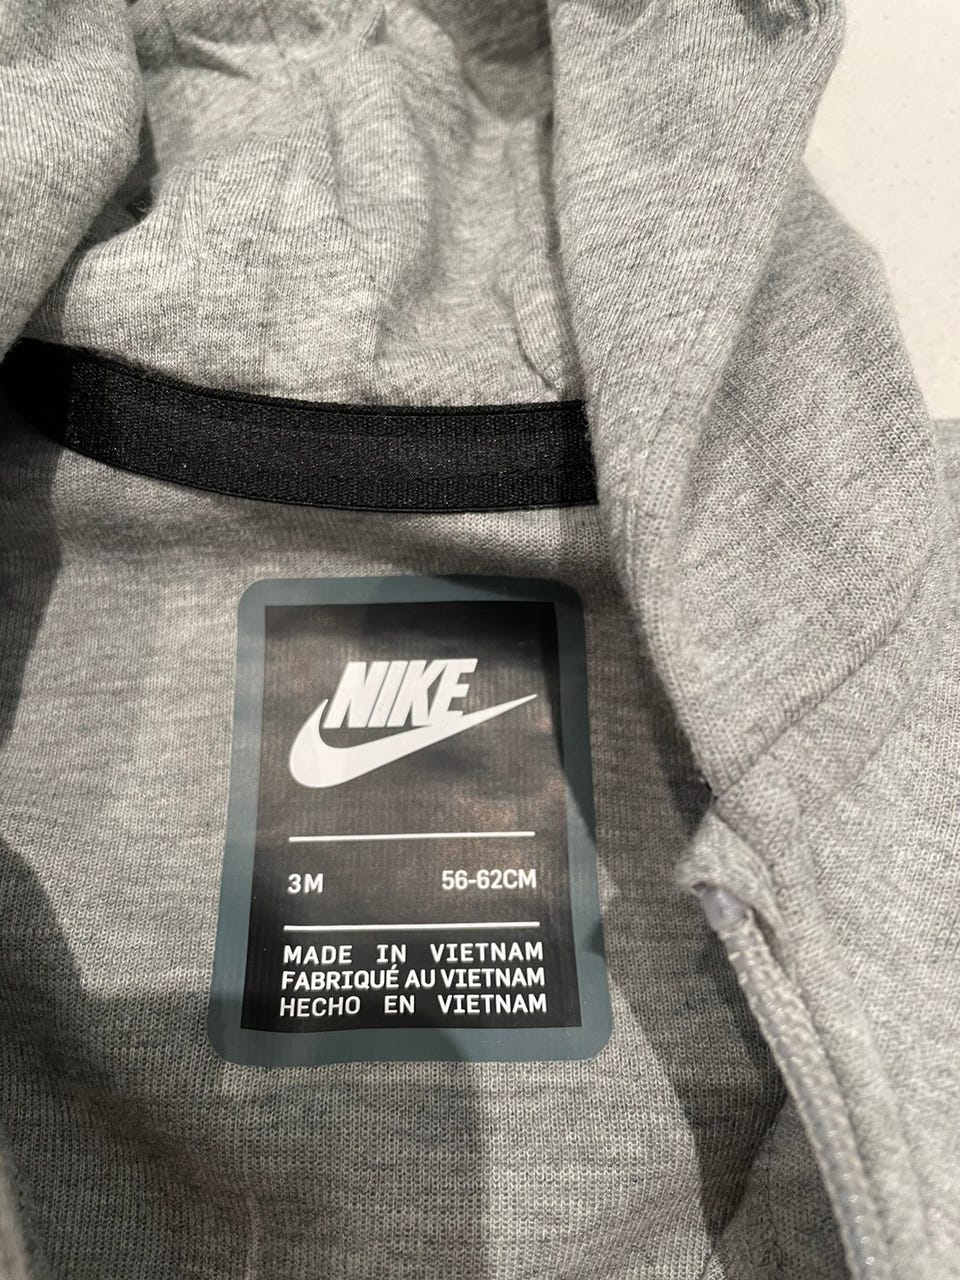 NIKE
3M 56-62CM
MADE IN VIETNAM
FABRIQUÉ AU VIETNAM
HECHO EN VIETNAM